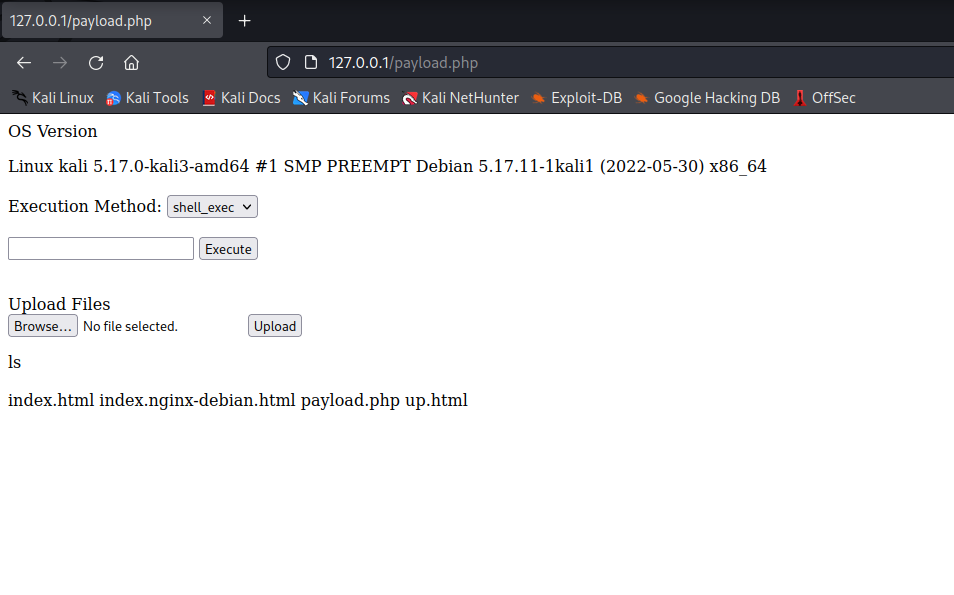 127.0.0.1/payload.php
127.0.0.1/payload.php
Kali Linux Kali Tools Kali Docs Kali Forums Kali NetHunter Exploit-DB Google Hacking DB OffSec
OS Version
Linux kali 5.17.0-kali3-amd64 #1 SMP PREEMPT Debian 5.17.11-1kali1 (2022-05-30) x86_64
Execution Method: shell_exec
Execute
Upload Files
Browse... No file selected. Upload
ls
index.html index.nginx-debian.html payload.php up.html